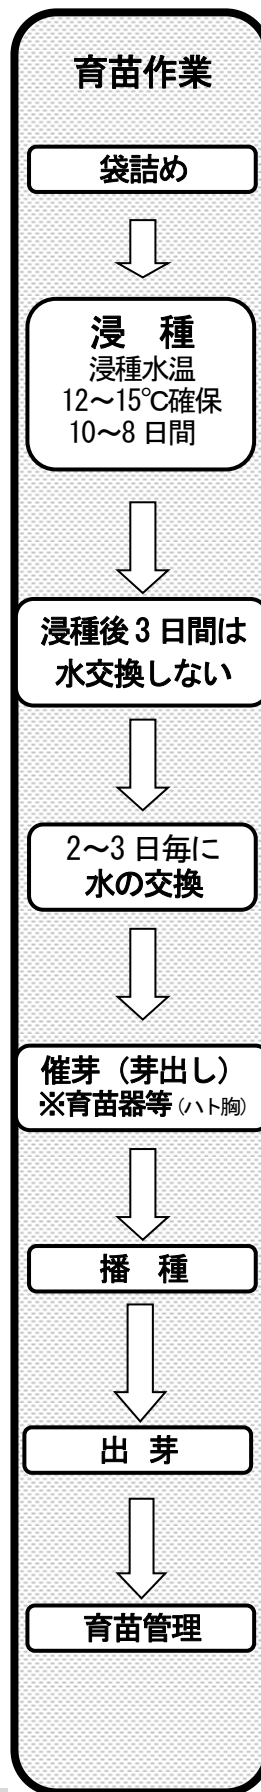 育苗作業
袋詰め
浸　種
浸種水温
12～15℃確保
10～8 日間
浸種後 3 日間は
水交換しない
2～3 日毎に
水の交換
催芽（芽出し）
※育苗器等（ハト胸）
播　種
出　芽
育苗管理